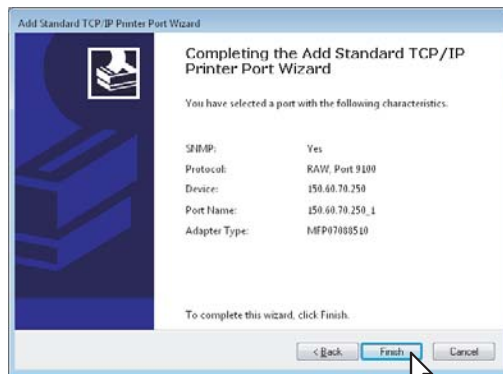 Add Standard TCP/IP Printer Port Wizard
Completing the Add Standard TCP/IP
Printer Port Wizard
You have selected a port with the following characteristics.
SNMP: Yes
Protocol: RAW, Port 9100
Device: 150.60.70.250
Port Name: 150.60.70.250_1
Adapter Type: MFP07088510
To complete this wizard, click Finish.
< Back Finish Cancel